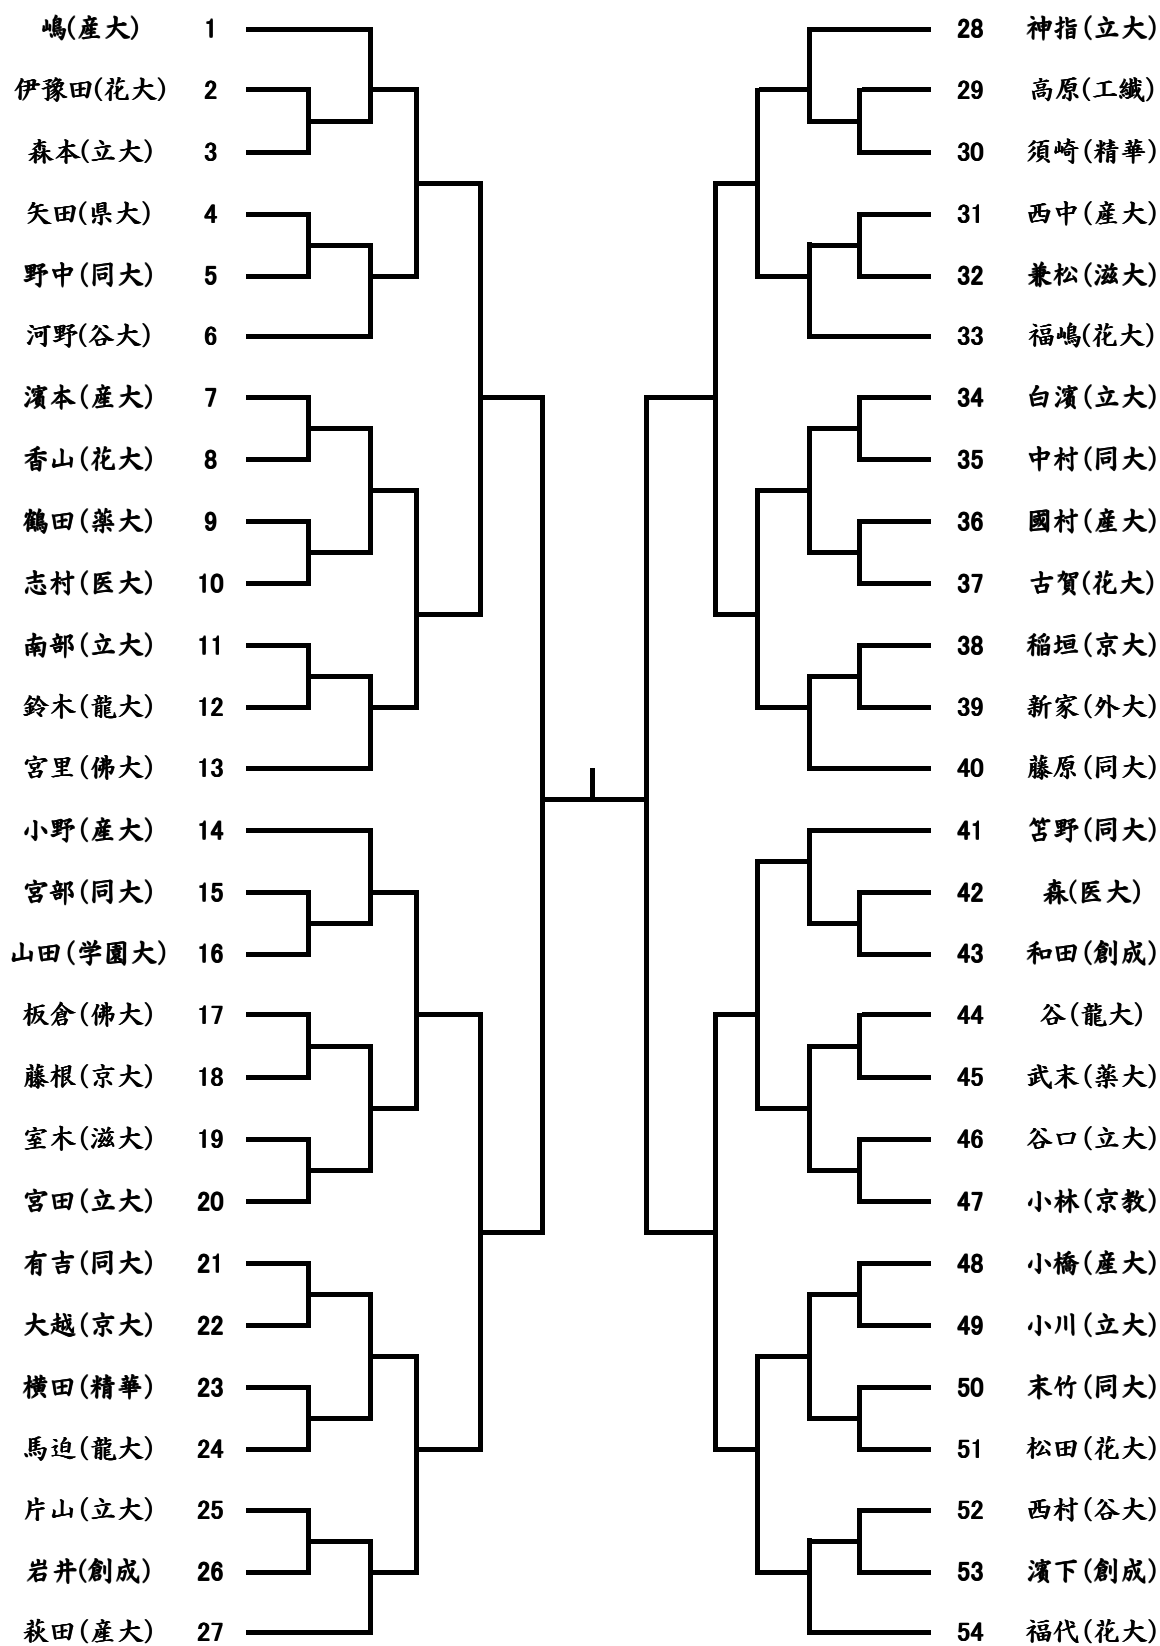 嶋(産大) 1
伊豫田(花大) 2
森本(立大) 3
矢田(県大) 4
野中(同大) 5
河野(谷大) 6
濱本(産大) 7
香山(花大) 8
鶴田(薬大) 9
志村(医大) 10
南部(立大) 11
鈴木(龍大) 12
宮里(佛大) 13
小野(産大) 14
宮部(同大) 15
山田(学園大) 16
板倉(佛大) 17
藤根(京大) 18
室木(滋大) 19
宮田(立大) 20
有吉(同大) 21
大越(京大) 22
横田(精華) 23
馬迫(龍大) 24
片山(立大) 25
岩井(創成) 26
萩田(産大) 27
28 神指(立大)
29 高原(工繊)
30 須崎(精華)
31 西中(産大)
32 兼松(滋大)
33 福嶋(花大)
34 白濱(立大)
35 中村(同大)
36 國村(産大)
37 古賀(花大)
38 稲垣(京大)
39 新家(外大)
40 藤原(同大)
41 笘野(同大)
42 森(医大)
43 和田(創成)
44 谷(龍大)
45 武末(薬大)
46 谷口(立大)
47 小林(京教)
48 小橋(産大)
49 小川(立大)
50 末竹(同大)
51 松田(花大)
52 西村(谷大)
53 濱下(創成)
54 福代(花大)